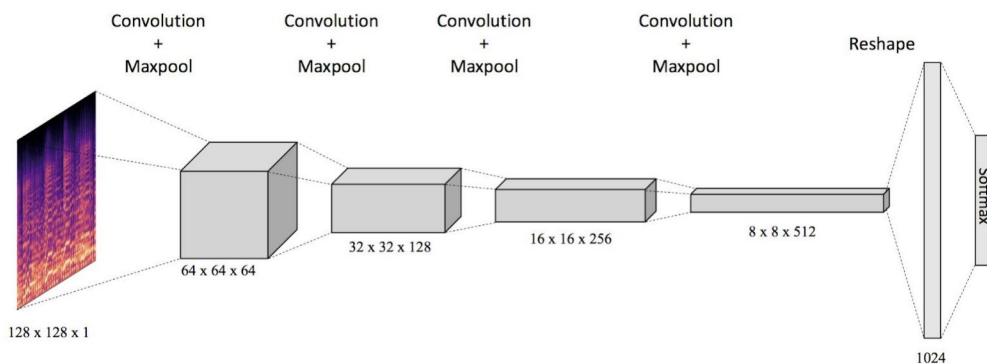 Convolution
+
Maxpool
Convolution
+
Maxpool
Convolution
+
Maxpool
Convolution
+
Maxpool
Reshape
128 x 128 x 1
64 x 64 x 64
32 x 32 x 128
16 x 16 x 256
8 x 8 x 512
1024
Softmax